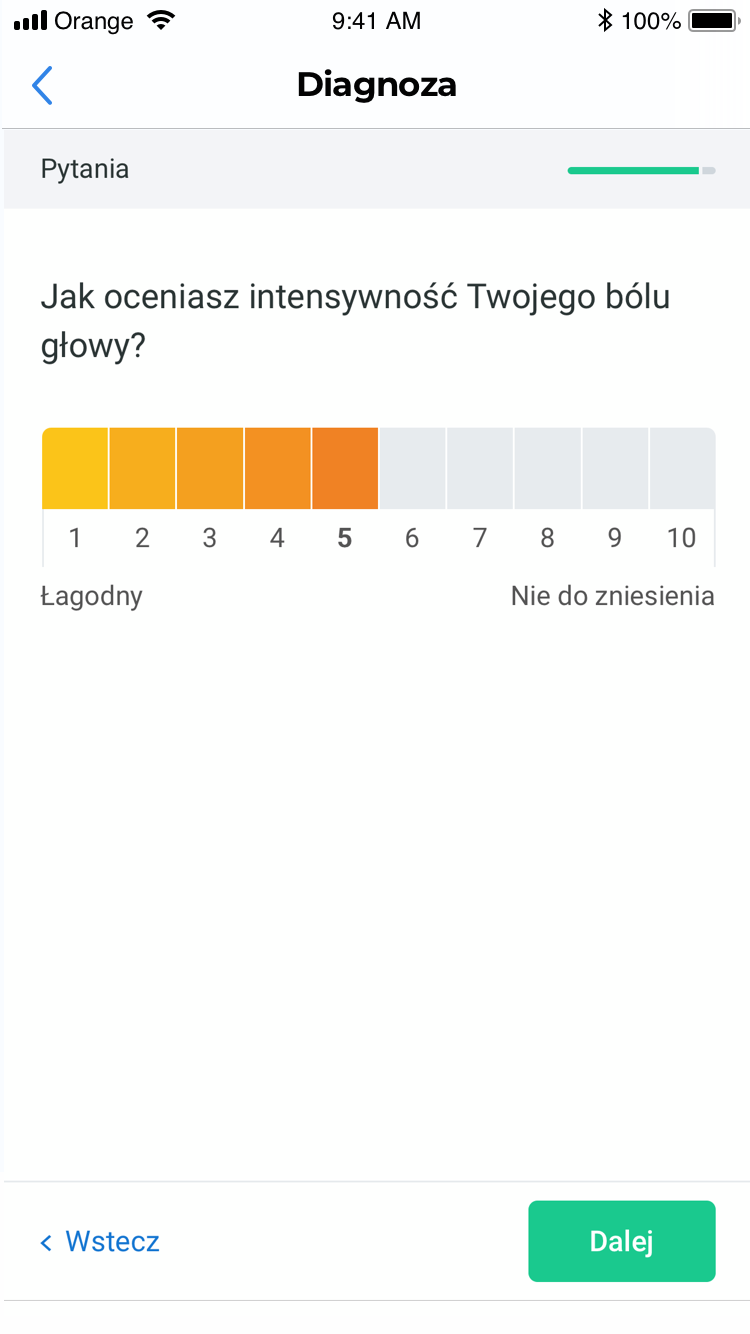 Orange 9:41 AM 100%
Diagnoza
Pytania
Jak oceniasz intensywność Twojego bólu
głowy?
1 2 3 4 5 6 7 8 9 10
Łagodny Nie do zniesienia
< Wstecz Dalej